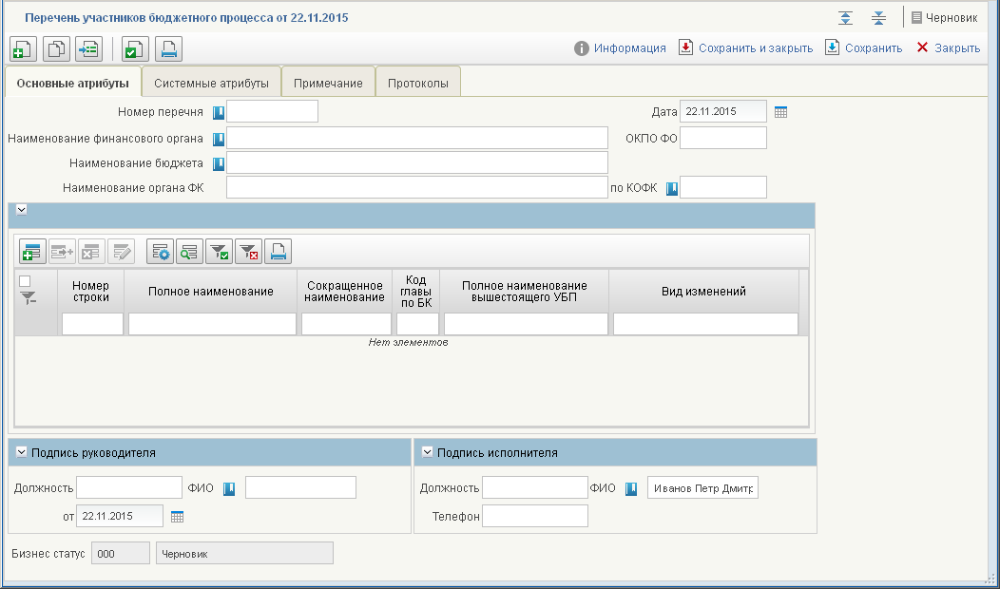 Перечень участников бюджетного процесса от 22.11.2015
Черновик
Информация Сохранить и закрыть Сохранить Закрыть
Основные атрибуты Системные атрибуты Примечание Протоколы
Номер перечня Дата 22.11.2015
Наименование финансового органа ОКПО ФО
Наименование бюджета
Наименование органа ФК по КОФК
Номер строки
Полное наименование
Сокращенное наименование
Код главы по БК
Полное наименование вышестоящего УБП
Вид изменений
Нет элементов
Подпись руководителя
Должность ФИО
от 22.11.2015
Подпись исполнителя
Должность ФИО Иванов Петр Дмитр
Телефон
Бизнес статус 000 Черновик